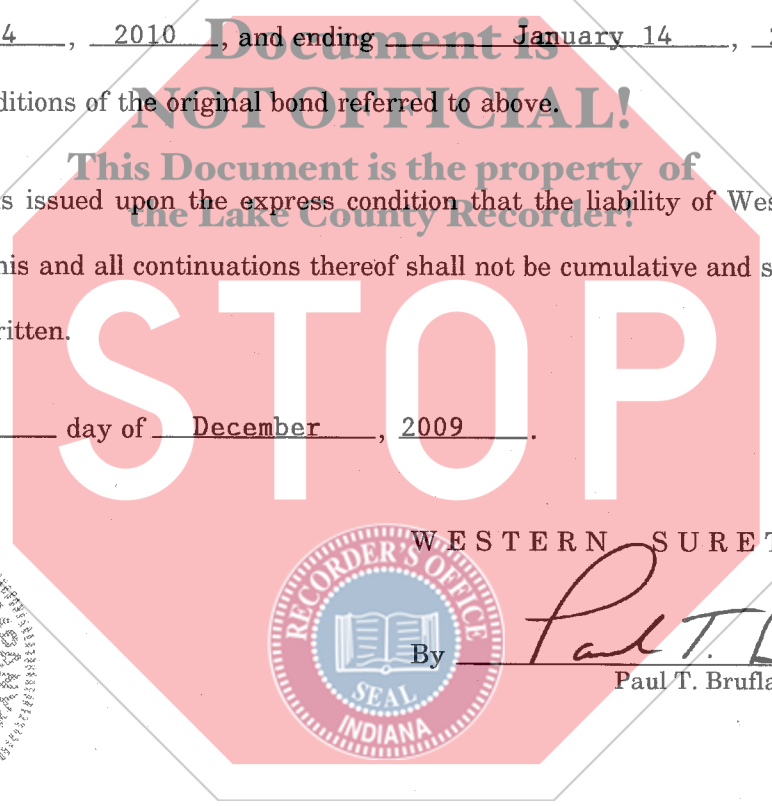 4, 2010, and ending January 14,
Document is
ditions of the original bond referred to above.
NOT OFFICIAL!
This Document is the property of
s issued upon the express condition that the liability of Wes
the Lake County Recorder!
his and all continuations thereof shall not be cumulative and s
ritten.
STOP
day of December, 2009.
WESTERN SURET
RECORDER'S OFFICE
By Paul T.
SEAL
Paul T. Brufla
INDIANA